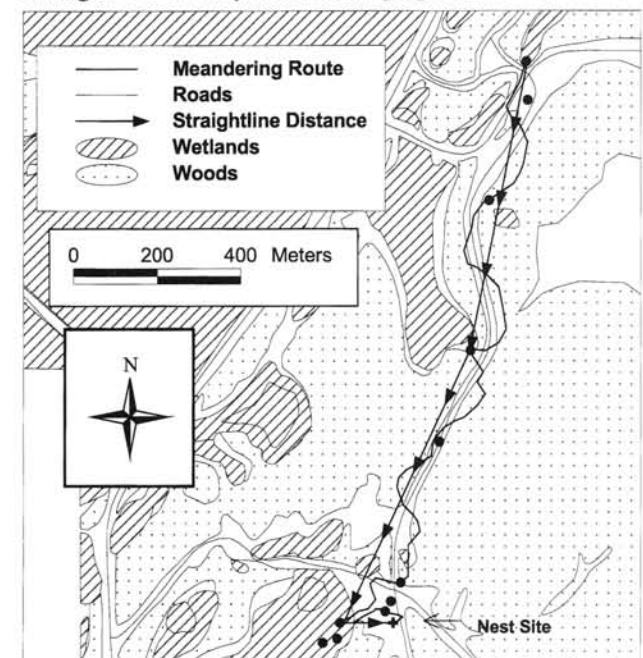 Meandering Route
Roads
Straightline Distance
Wetlands
Woods
0 200 400 Meters
N
Nest Site